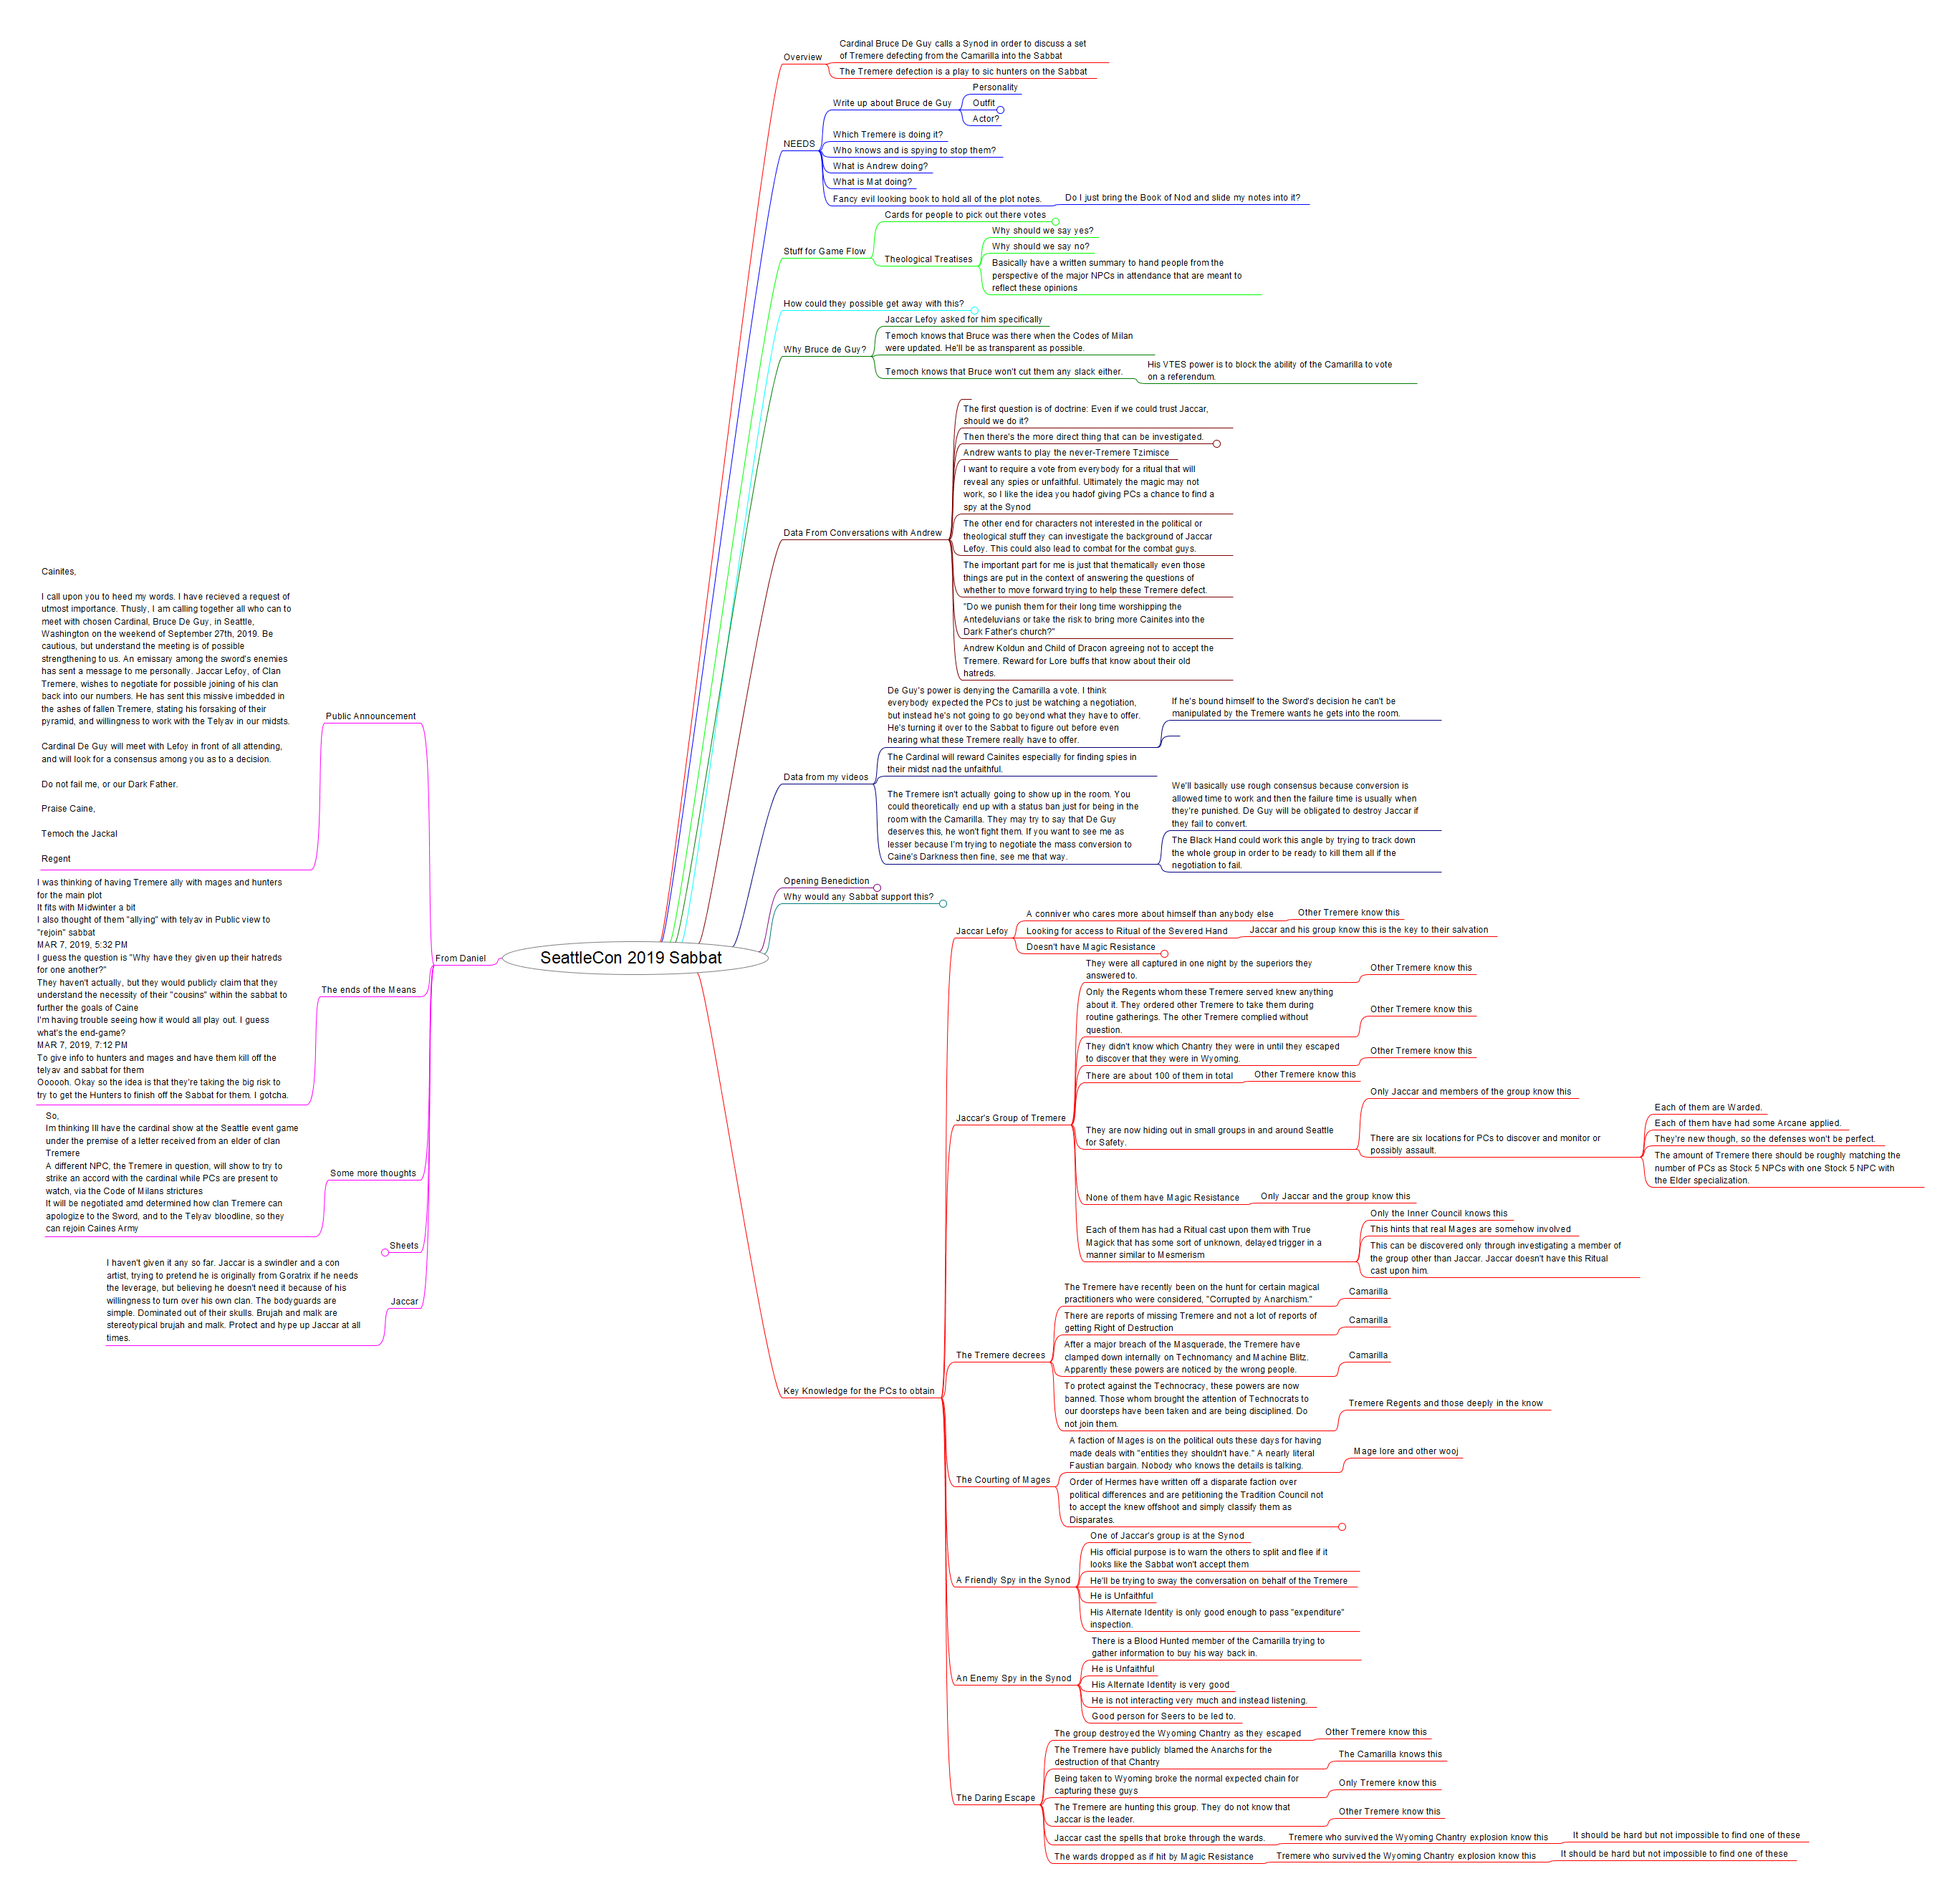 Cardinal Bruce De Guy calls a Synod in order to discuss a set
of Tremere defecting from the Camarilla into the Sabbat
Overview
The Tremere defection is a play to sic hunters on the Sabbat
Personality
Write up about Bruce de Guy
Outfit
Actor?
Which Tremere is doing it?
NEEDS
Who knows and is spying to stop them?
What is Andrew doing?
What is Mat doing?
Fancy evil looking book to hold all of the plot notes.
Do I just bring the Book of Nod and slide my notes into it?
Cards for people to pick out there votes
Stuff for Game Flow
Why should we say yes?
Why should we say no?
Theological Treatises
Basically have a written summary to hand people from the
perspective of the major NPCs in attendance that are meant to
reflect these opinions
How could they possible get away with this?
Jaccar Lefoy asked for him specifically
Why Bruce de Guy?
Temoch knows that Bruce was there when the Codes of Milan
were updated. He'll be as transparent as possible.
Temoch knows that Bruce won't cut them any slack either.
His VTES power is to block the ability of the Camarilla to vote
on a referendum.
The first question is of doctrine: Even if we could trust Jaccar,
should we do it?
Then there's the more direct thing that can be investigated.
Andrew wants to play the never-Tremere Tzimisce
I want to require a vote from everybody for a ritual that will
reveal any spies or unfaithful. Ultimately the magic may not
work, so I like the idea you hadof giving PCs a chance to find a
spy at the Synod
Data From Conversations with Andrew
The other end for characters not interested in the political or
theological stuff they can investigate the background of Jaccar
Lefoy. This could also lead to combat for the combat guys.
The important part for me is just that thematically even those
things are put in the context of answering the questions of
whether to move forward trying to help these Tremere defect.
"Do we punish them for their long time worshipping the
Antedeluvians or take the risk to bring more Cainites into the
Dark Father's church?"
Andrew Koldun and Child of Dracon agreeing not to accept the
Tremere. Reward for Lore buffs that know about their old
hatreds.
De Guy's power is denying the Camarilla a vote. I think
everybody expected the PCs to just be watching a negotiation,
but instead he's not going to go beyond what they have to offer.
He's turning it over to the Sabbat to figure out before even
hearing what these Tremere really have to offer.
If he's bound himself to the Sword's decision he can't be
manipulated by the Tremere wants he gets into the room.
Data from my videos
The Cardinal will reward Cainites especially for finding spies in
their midst nad the unfaithful.
The Tremere isn't actually going to show up in the room. You
could theoretically end up with a status ban just for being in the
room with the Camarilla. They may try to say that De Guy
deserves this, he won't fight them. If you want to see me as
lesser because I'm trying to negotiate the mass conversion to
Caine's Darkness then fine, see me that way.
We'll basically use rough consensus because conversion is
allowed time to work and then the failure time is usually when
they're punished. De Guy will be obligated to destroy Jaccar if
they fail to convert.
The Black Hand could work this angle by trying to track down
the whole group in order to be ready to kill them all if the
negotiation to fail.
Opening Benediction
Why would any Sabbat support this?
SeattleCon 2019 Sabbat
From Daniel
Public Announcement
Cainites,
I call upon you to heed my words. I have recieved a request of
utmost importance. Thusly, I am calling together all who can to
meet with chosen Cardinal, Bruce De Guy, in Seattle,
Washington on the weekend of September 27th, 2019. Be
cautious, but understand the meeting is of possible
strengthening to us. An emissary among the sword's enemies
has sent a message to me personally. Jaccar Lefoy, of Clan
Tremere, wishes to negotiate for possible joining of his clan
back into our numbers. He has sent this missive imbedded in
the ashes of fallen Tremere, stating his forsaking of their
pyramid, and willingness to work with the Telyav in our midsts.
Cardinal De Guy will meet with Lefoy in front of all attending,
and will look for a consensus among you as to a decision.
Do not fail me, or our Dark Father.
Praise Caine,
Temoch the Jackal
Regent
The ends of the Means
I was thinking of having Tremere ally with mages and hunters
for the main plot
It fits with Midwinter a bit
I also thought of them "allying" with telyav in Public view to
"rejoin" sabbat
MAR 7, 2019, 5:32 PM
I guess the question is "Why have they given up their hatreds
for one another?"
They haven't actually, but they would publicly claim that they
understand the necessity of their "cousins" within the sabbat to
further the goals of Caine
I'm having trouble seeing how it would all play out. I guess
what's the end-game?
MAR 7, 2019, 7:12 PM
To give info to hunters and mages and have them kill off the
telyav and sabbat for them
Oooooh. Okay so the idea is that they're taking the big risk to
try to get the Hunters to finish off the Sabbat for them. I gotcha.
Some more thoughts
So,
Im thinking Ill have the cardinal show at the Seattle event game
under the premise of a letter received from an elder of clan
Tremere
A different NPC, the Tremere in question, will show to try to
strike an accord with the cardinal while PCs are present to
watch, via the Code of Milans strictures
It will be negotiated amd determined how clan Tremere can
apologize to the Sword, and to the Telyav bloodline, so they
can rejoin Caines Army
Sheets
Jaccar
I haven't given it any so far. Jaccar is a swindler and a con
artist, trying to pretend he is originally from Goratrix if he needs
the leverage, but believing he doesn't need it because of his
willingness to turn over his own clan. The bodyguards are
simple. Dominated out of their skulls. Brujah and malk are
stereotypical brujah and malk. Protect and hype up Jaccar at all
times.
Key Knowledge for the PCs to obtain
Jaccar Lefoy
A conniver who cares more about himself than anybody else
Other Tremere know this
Looking for access to Ritual of the Severed Hand
Jaccar and his group know this is the key to their salvation
Doesn't have Magic Resistance
Jaccar's Group of Tremere
They were all captured in one night by the superiors they
answered to.
Other Tremere know this
Only the Regents whom these Tremere served knew anything
about it. They ordered other Tremere to take them during
routine gatherings. The other Tremere complied without
question.
Other Tremere know this
They didn't know which Chantry they were in until they escaped
to discover that they were in Wyoming.
Other Tremere know this
There are about 100 of them in total
Other Tremere know this
They are now hiding out in small groups in and around Seattle
for Safety.
Only Jaccar and members of the group know this
There are six locations for PCs to discover and monitor or
possibly assault.
Each of them are Warded.
Each of them have had some Arcane applied.
They're new though, so the defenses won't be perfect.
The amount of Tremere there should be roughly matching the
number of PCs as Stock 5 NPCs with one Stock 5 NPC with
the Elder specialization.
None of them have Magic Resistance
Only Jaccar and the group know this
Each of them has had a Ritual cast upon them with True
Magick that has some sort of unknown, delayed trigger in a
manner similar to Mesmerism
Only the Inner Council knows this
This hints that real Mages are somehow involved
This can be discovered only through investigating a member of
the group other than Jaccar. Jaccar doesn't have this Ritual
cast upon him.
The Tremere decrees
The Tremere have recently been on the hunt for certain magical
practitioners who were considered, "Corrupted by Anarchism."
Camarilla
There are reports of missing Tremere and not a lot of reports of
getting Right of Destruction
Camarilla
After a major breach of the Masquerade, the Tremere have
clamped down internally on Technomancy and Machine Blitz.
Apparently these powers are noticed by the wrong people.
Camarilla
To protect against the Technocracy, these powers are now
banned. Those whom brought the attention of Technocrats to
our doorsteps have been taken and are being disciplined. Do
not join them.
Tremere Regents and those deeply in the know
The Courting of Mages
A faction of Mages is on the political outs these days for having
made deals with "entities they shouldn't have." A nearly literal
Faustian bargain. Nobody who knows the details is talking.
Mage lore and other wooj
Order of Hermes have written off a disparate faction over
political differences and are petitioning the Tradition Council not
to accept the knew offshoot and simply classify them as
Disparates.
A Friendly Spy in the Synod
One of Jaccar's group is at the Synod
His official purpose is to warn the others to split and flee if it
looks like the Sabbat won't accept them
He'll be trying to sway the conversation on behalf of the Tremere
He is Unfaithful
His Alternate Identity is only good enough to pass "expenditure"
inspection.
An Enemy Spy in the Synod
There is a Blood Hunted member of the Camarilla trying to
gather information to buy his way back in.
He is Unfaithful
His Alternate Identity is very good
He is not interacting very much and instead listening.
Good person for Seers to be led to.
The Daring Escape
The group destroyed the Wyoming Chantry as they escaped
Other Tremere know this
The Tremere have publicly blamed the Anarchs for the
destruction of that Chantry
The Camarilla knows this
Being taken to Wyoming broke the normal expected chain for
capturing these guys
Only Tremere know this
The Tremere are hunting this group. They do not know that
Jaccar is the leader.
Other Tremere know this
Jaccar cast the spells that broke through the wards.
Tremere who survived the Wyoming Chantry explosion know this
It should be hard but not impossible to find one of these
The wards dropped as if hit by Magic Resistance
Tremere who survived the Wyoming Chantry explosion know this
It should be hard but not impossible to find one of these